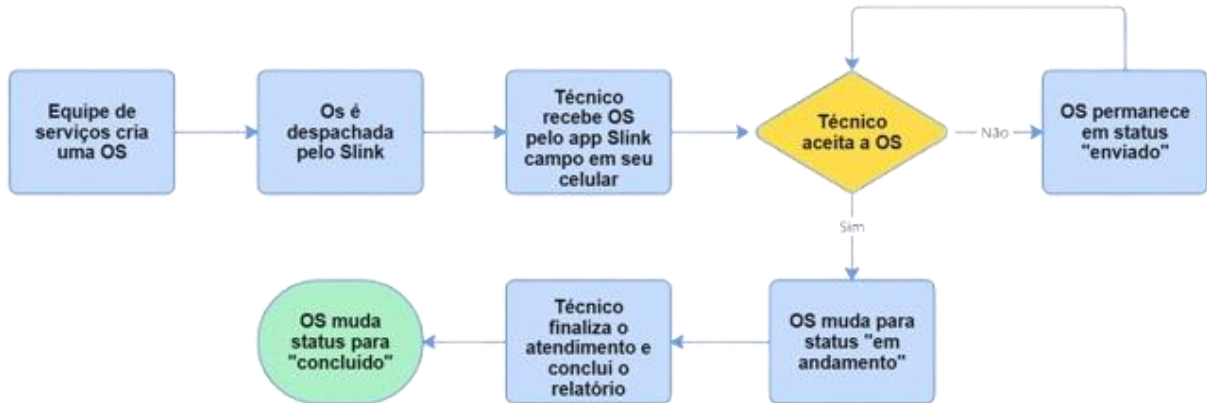 Equipe de
serviços cria
uma OS
Os é
despachada
pelo Slink
Técnico
recebe OS
pelo app Slink
campo em seu
celular
Técnico
aceita a OS
Não
OS permanece
em status
"enviado"
Sim
OS muda para
status "em
andamento"
Técnico
finaliza o
atendimento e
conclui o
relatório
OS muda
status para
"concluido"